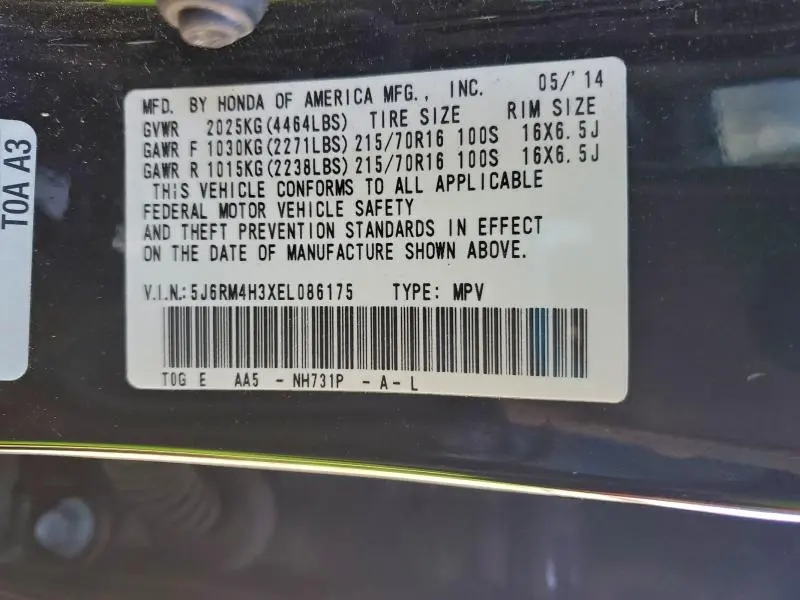 MFD. BY HONDA OF AMERICA MFG., INC. 05/'14
GVWR 2025KG(4464LBS) TIRE SIZE RIM SIZE
GAWR F 1030KG(2271LBS) 215/70R16 100S 16X6.5J
GAWR R 1015KG(2238LBS) 215/70R16 100S 16X6.5J
THIS VEHICLE CONFORMS TO ALL APPLICABLE
FEDERAL MOTOR VEHICLE SAFETY
AND THEFT PREVENTION STANDARDS IN EFFECT
ON THE DATE OF MANUFACTURE SHOWN ABOVE.
V.I.N.: 5J6RM4H3XEL086175 TYPE: MPV
T0G E AA5 - NH731P - A - L
T0A A3